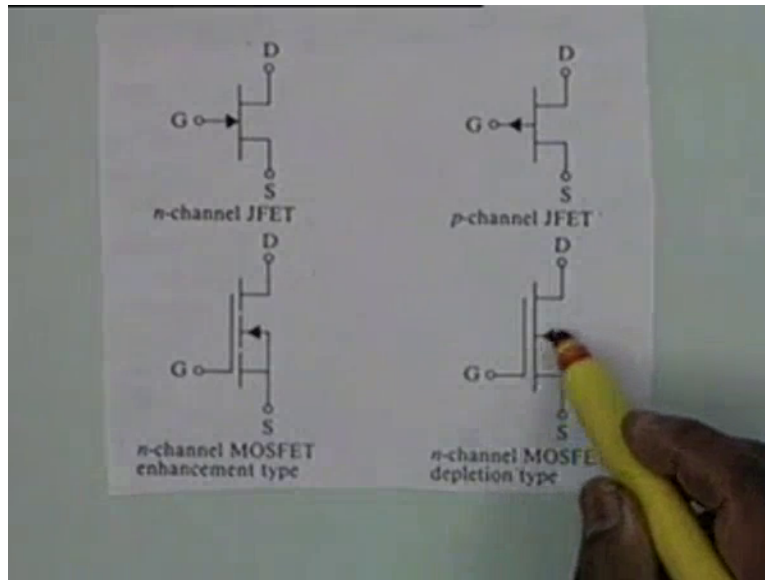 D
G
S
n-channel JFET
D
G
S
p-channel JFET
D
G
S
n-channel MOSFET
enhancement type
D
G
S
n-channel MOSFE
depletion type